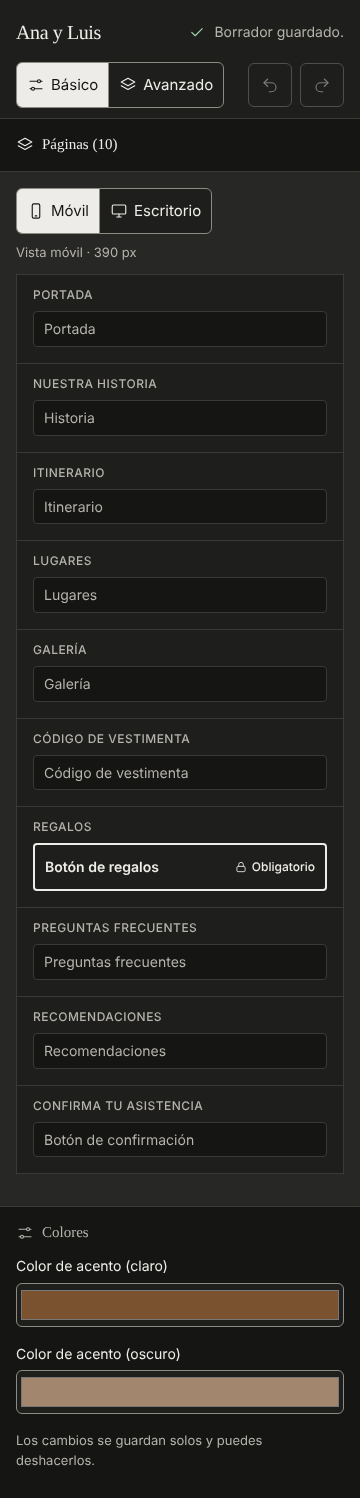 Ana y Luis
Borrador guardado.
Básico
Avanzado
Páginas (10)
Móvil
Escritorio
Vista móvil · 390 px
PORTADA
Portada
NUESTRA HISTORIA
Historia
ITINERARIO
Itinerario
LUGARES
Lugares
GALERÍA
Galería
CÓDIGO DE VESTIMENTA
Código de vestimenta
REGALOS
Botón de regalos
Obligatorio
PREGUNTAS FRECUENTES
Preguntas frecuentes
RECOMENDACIONES
Recomendaciones
CONFIRMA TU ASISTENCIA
Botón de confirmación
Colores
Color de acento (claro)
Color de acento (oscuro)
Los cambios se guardan solos y puedes
deshacerlos.